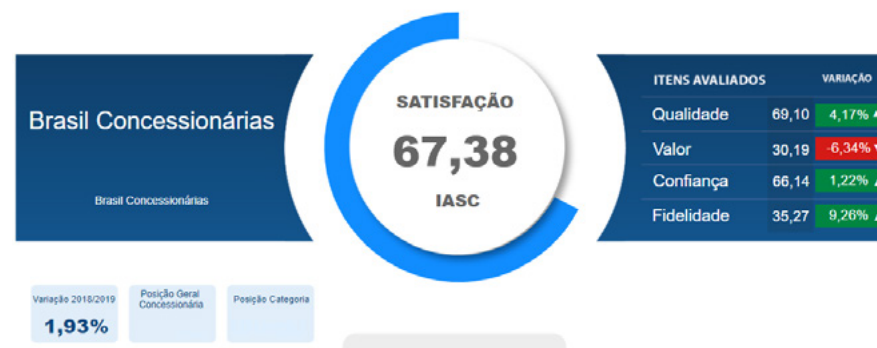 Brasil Concessionárias
Brasil Concessionárias
SATISFAÇÃO
67,38
IASC
ITENS AVALIADOS VARIAÇÃO
Qualidade 69,10 4,17%
Valor 30,19 -6,34%
Confiança 66,14 1,22%
Fidelidade 35,27 9,26%
Variação 2018/2019
1,93%
Posição Geral
Concessionária
Posição Categoria